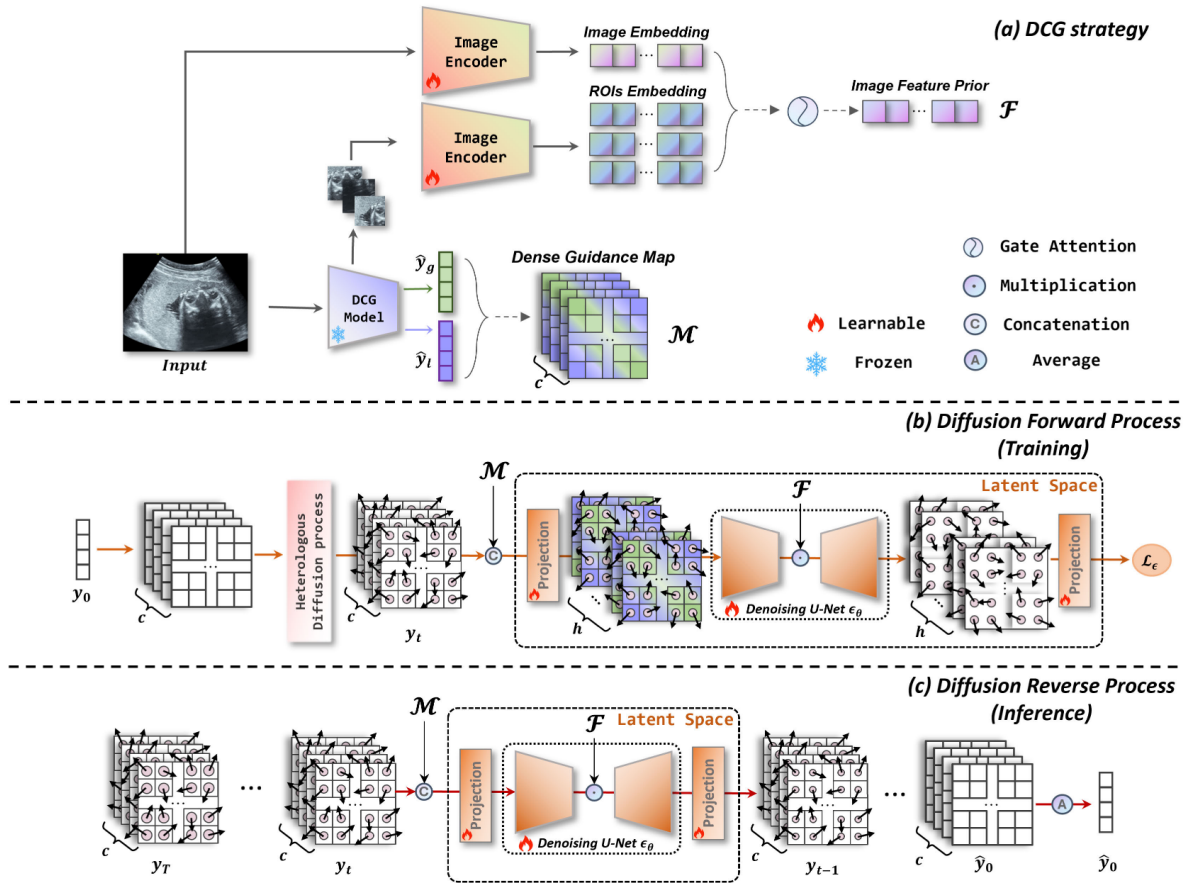 (a) DCG strategy
Image Embedding
Image
Encoder
ROIs Embedding
Image Feature Prior
ℱ
Image
Encoder
Dense Guidance Map
ŷ_g
DCG
Model
ŷ_l
ℳ
c
Input
Gate Attention
Multiplication
Learnable
C
Concatenation
Frozen
A
Average
(b) Diffusion Forward Process
(Training)
ℳ
Latent Space
ℱ
Heterologous
Diffusion process
C
Projection
Projection
ℒ_ϵ
y_0
c
c
y_t
h
Denoising U-Net ϵ_θ
h
(c) Diffusion Reverse Process
(Inference)
ℳ
Latent Space
ℱ
...
C
Projection
Projection
...
A
Denoising U-Net ϵ_θ
c
y_T
c
y_t
c
y_{t−1}
c
ŷ_0
ŷ_0